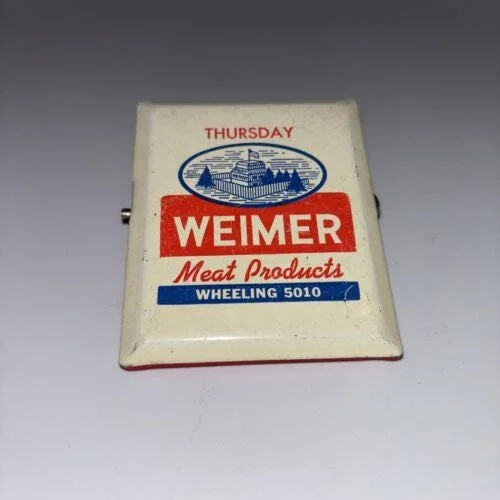 THURSDAY
WEIMER
Meat Products
WHEELING 5010